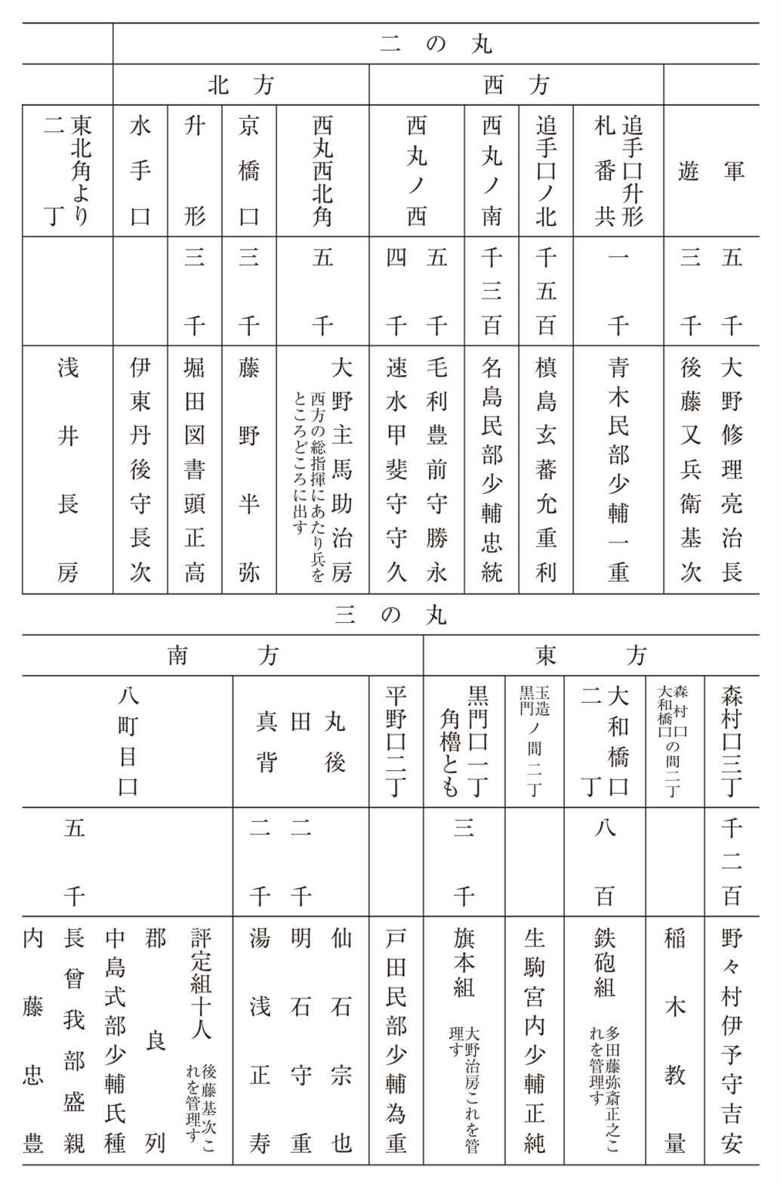 二の丸
西方
北方
遊軍
五千
大野修理亮治長
三千
後藤又兵衛基次
追手口升形
札番共
一千
青木民部少輔一重
追手口ノ北
千五百
槙島玄蕃允重利
西丸ノ南
千三百
名島民部少輔忠統
西丸ノ西
五千
毛利豊前守勝永
四千
速水甲斐守守久
西丸西北角
五千
大野主馬助治房
西方の総指揮にあたり兵を
ところどころに出す
京橋口
三千
藤野半弥
升形
三千
堀田図書頭正高
水手口
伊東丹後守長次
東北角より
二丁
浅井長房
三の丸
東方
南方
森村口三丁
千二百
野々村伊予守吉安
森村口の間二丁
大和橋口
稲木教量
大和橋口
二丁
八百
鉄砲組
多田藤弥斎正之こ
れを管理す
玉造ノ間二丁
黒門
生駒宮内少輔正純
黒門口一丁
角櫓とも
三千
旗本組
大野治房これを管
理す
平野口二丁
戸田民部少輔為重
真田丸背後
仙石宗也
二千
明石守重
二千
湯浅正寿
八町目口
評定組十人
後藤基次こ
れを管理す
郡良列
中島式部少輔氏種
五千
長曾我部盛親
内藤忠豊